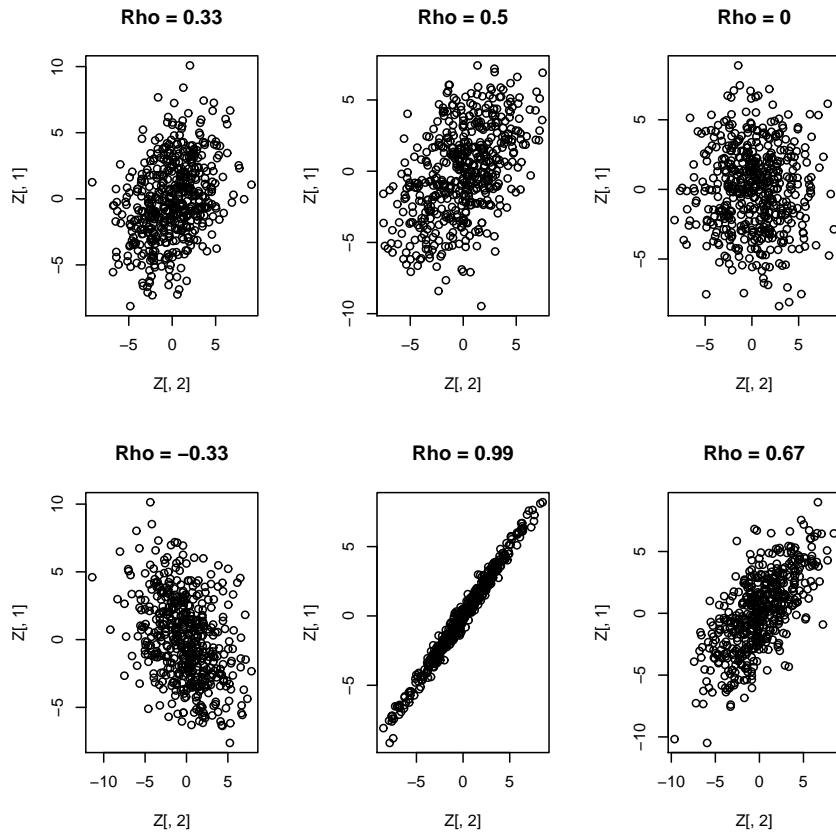 Rho = 0.33
10
5
0
−5
Z[, 1]
−5 0 5
Z[, 2]
Rho = 0.5
5
0
−5
−10
Z[, 1]
−5 0 5
Z[, 2]
Rho = 0
5
0
−5
Z[, 1]
−5 0 5
Z[, 2]
Rho = −0.33
10
5
0
−5
Z[, 1]
−10 −5 0 5
Z[, 2]
Rho = 0.99
5
0
−5
Z[, 1]
−5 0 5
Z[, 2]
Rho = 0.67
5
0
−5
−10
Z[, 1]
−10 −5 0 5
Z[, 2]